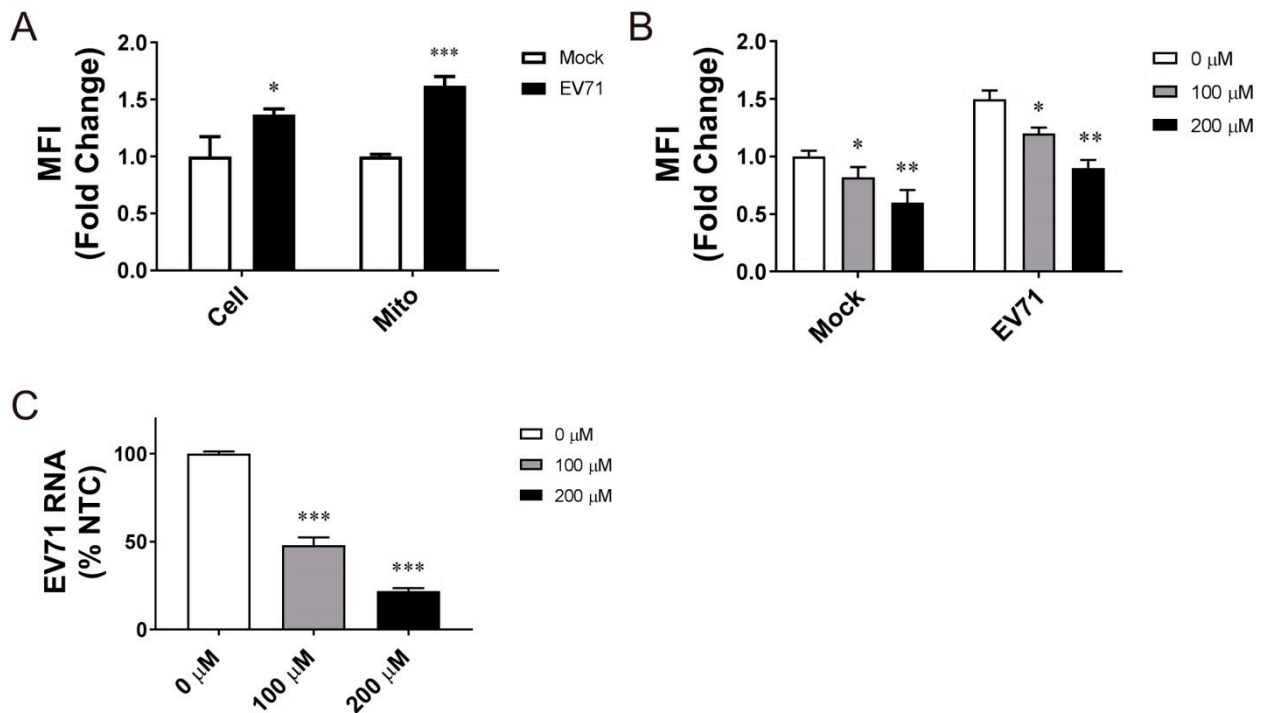 A
MFI
(Fold Change)
2.0
1.5
1.0
0.5
0.0
*
***
Cell
Mito
Mock
EV71
B
MFI
(Fold Change)
2.0
1.5
1.0
0.5
0.0
*
**
*
**
Mock
EV71
0 μM
100 μM
200 μM
C
EV71 RNA
(% NTC)
100
50
0
***
***
0 μM
100 μM
200 μM
0 μM
100 μM
200 μM